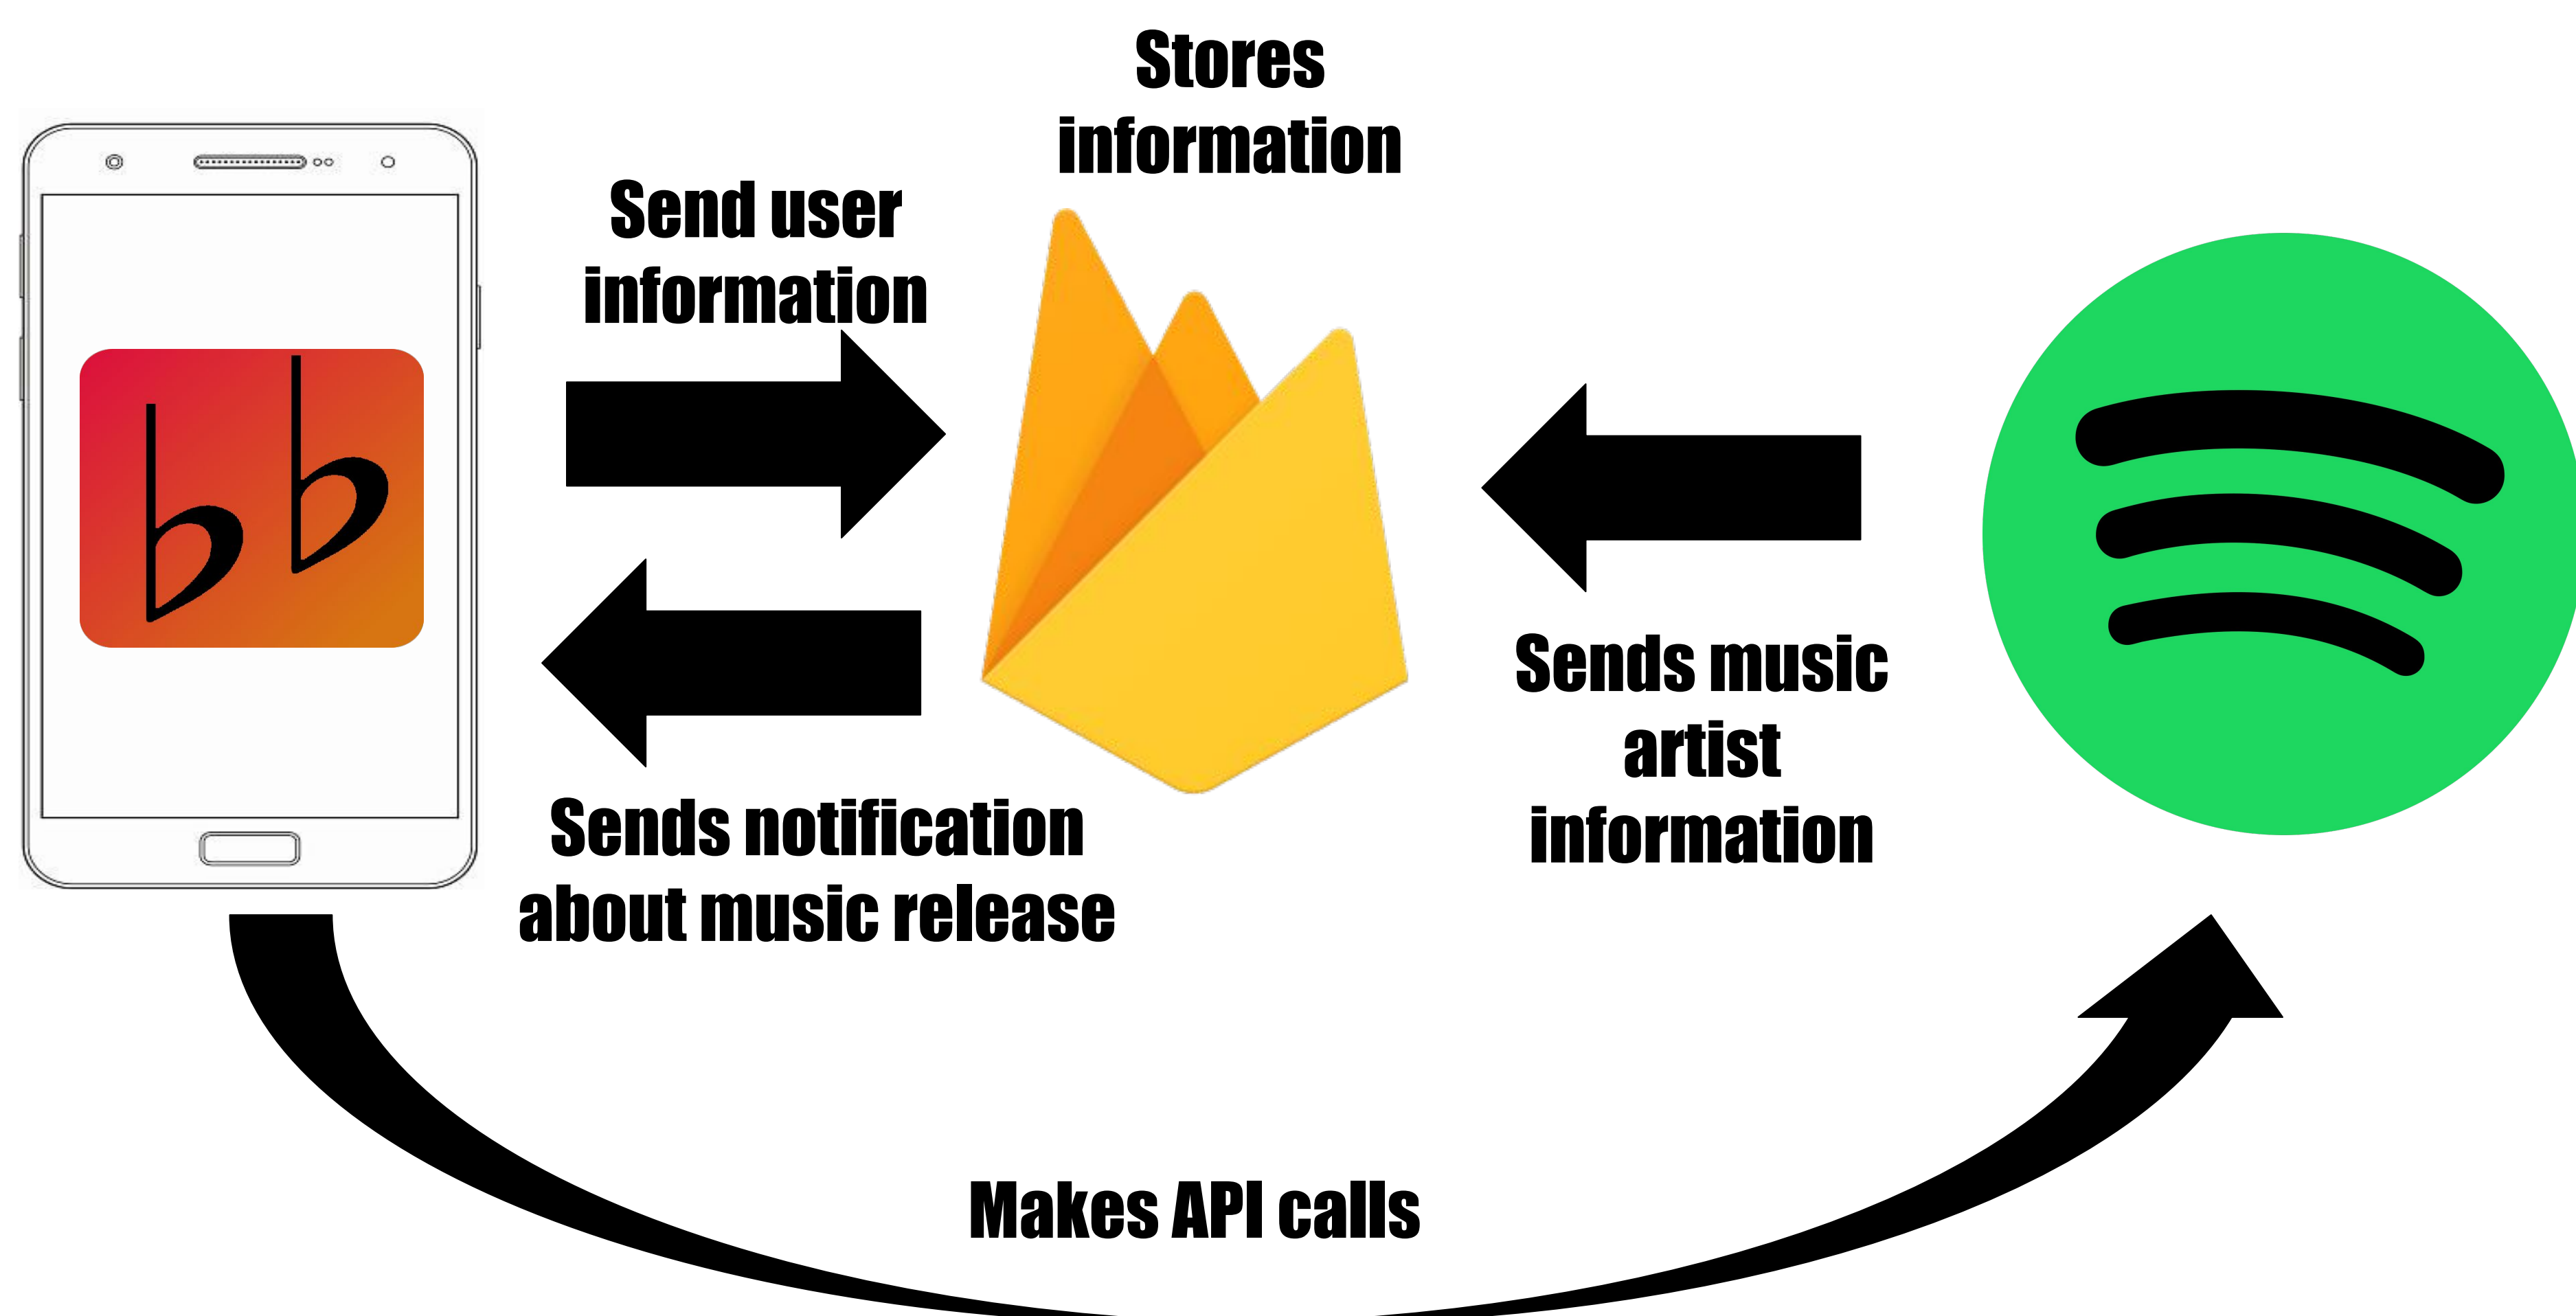 Stores
information
Send user
information
Sends notification
about music release
Sends music
artist
information
Makes API calls